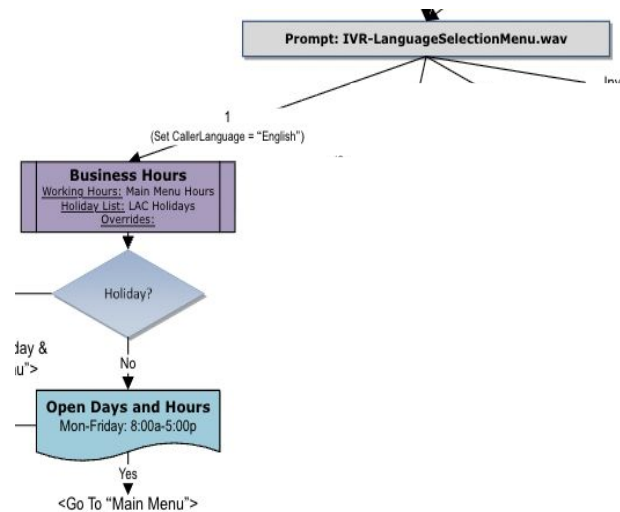 Prompt: IVR-LanguageSelectionMenu.wav
1
(Set CallerLanguage = “English”)
Business Hours
Working Hours: Main Menu Hours
Holiday List: LAC Holidays
Overrides:
Holiday?
No
Open Days and Hours
Mon-Friday: 8:00a-5:00p
Yes
<Go To “Main Menu”>